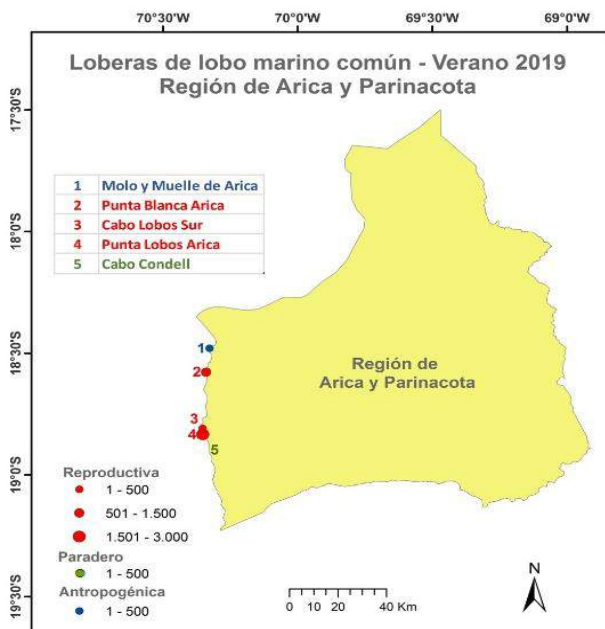 70°30'S 70°0'W 69°30'S 69°0'W
Loberas de lobo marino común - Verano 2019
Región de Arica y Parinacota
17°30'S
1 Molo y Muelle de Arica
2 Punta Blanca Arica
3 Cabo Lobos Sur
4 Punta Lobos Arica
5 Cabo Condell
18°0'S
18°30'S
1
2
3
4
5
Región de
Arica y Parinacota
19°0'S
Reproductiva
1 - 500
501 - 1.500
1.501 - 3.000
Paradero
1 - 500
Antropogénica
1 - 500
N
0 10 20 40 Km
19°30'S